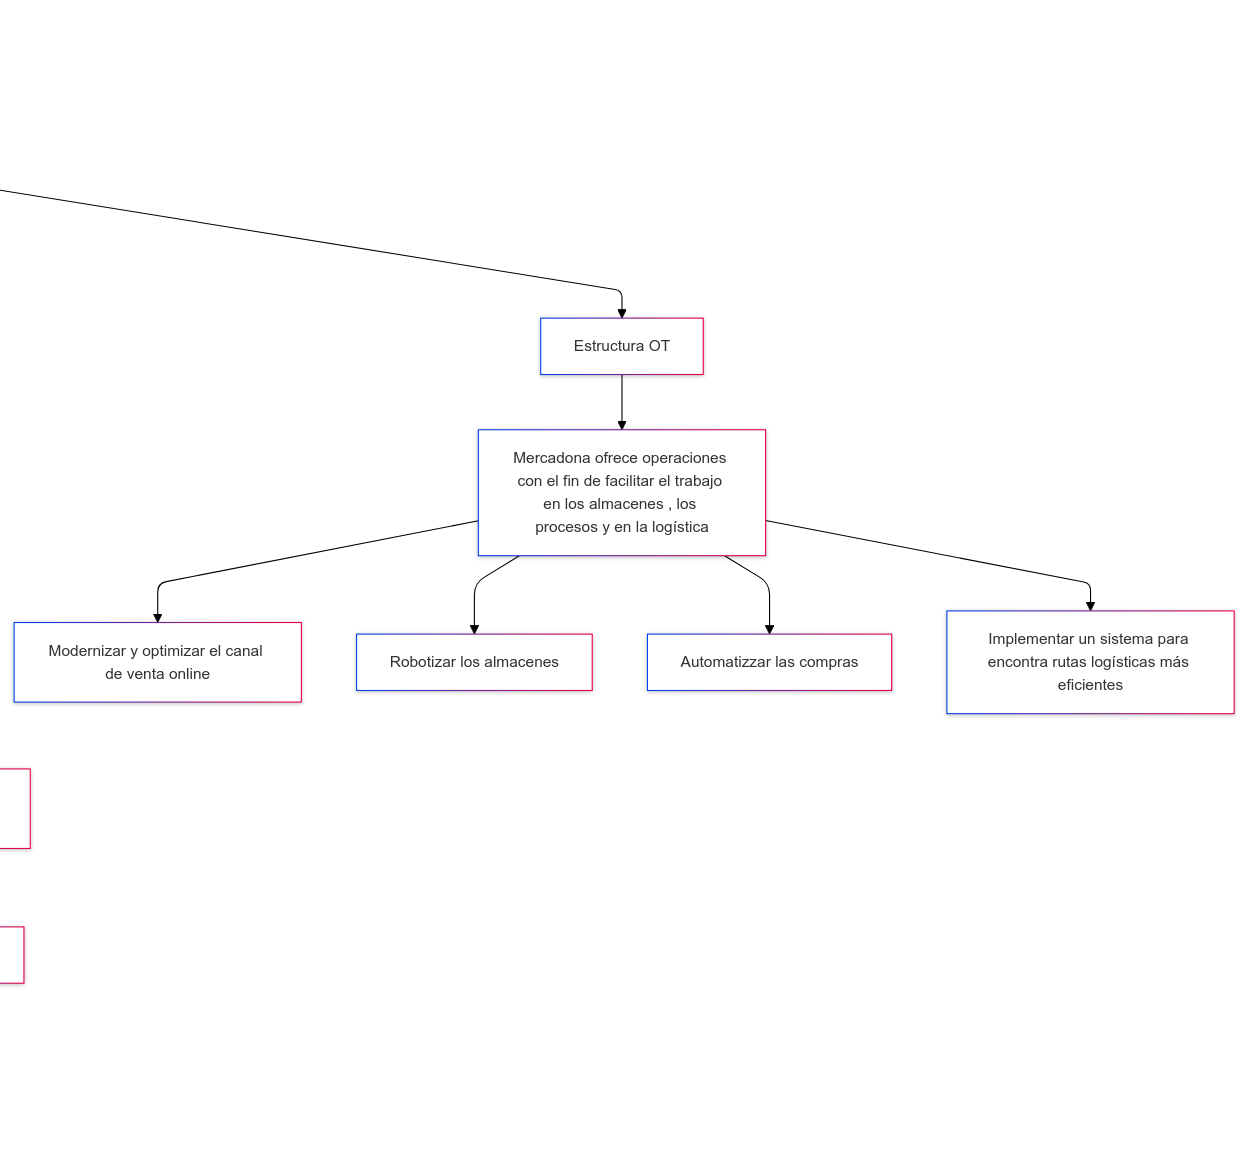 Estructura OT
Mercadona ofrece operaciones
con el fin de facilitar el trabajo
en los almacenes , los
procesos y en la logística
Modernizar y optimizar el canal
de venta online
Robotizar los almacenes
Automatizzar las compras
Implementar un sistema para
encontra rutas logísticas más
eficientes